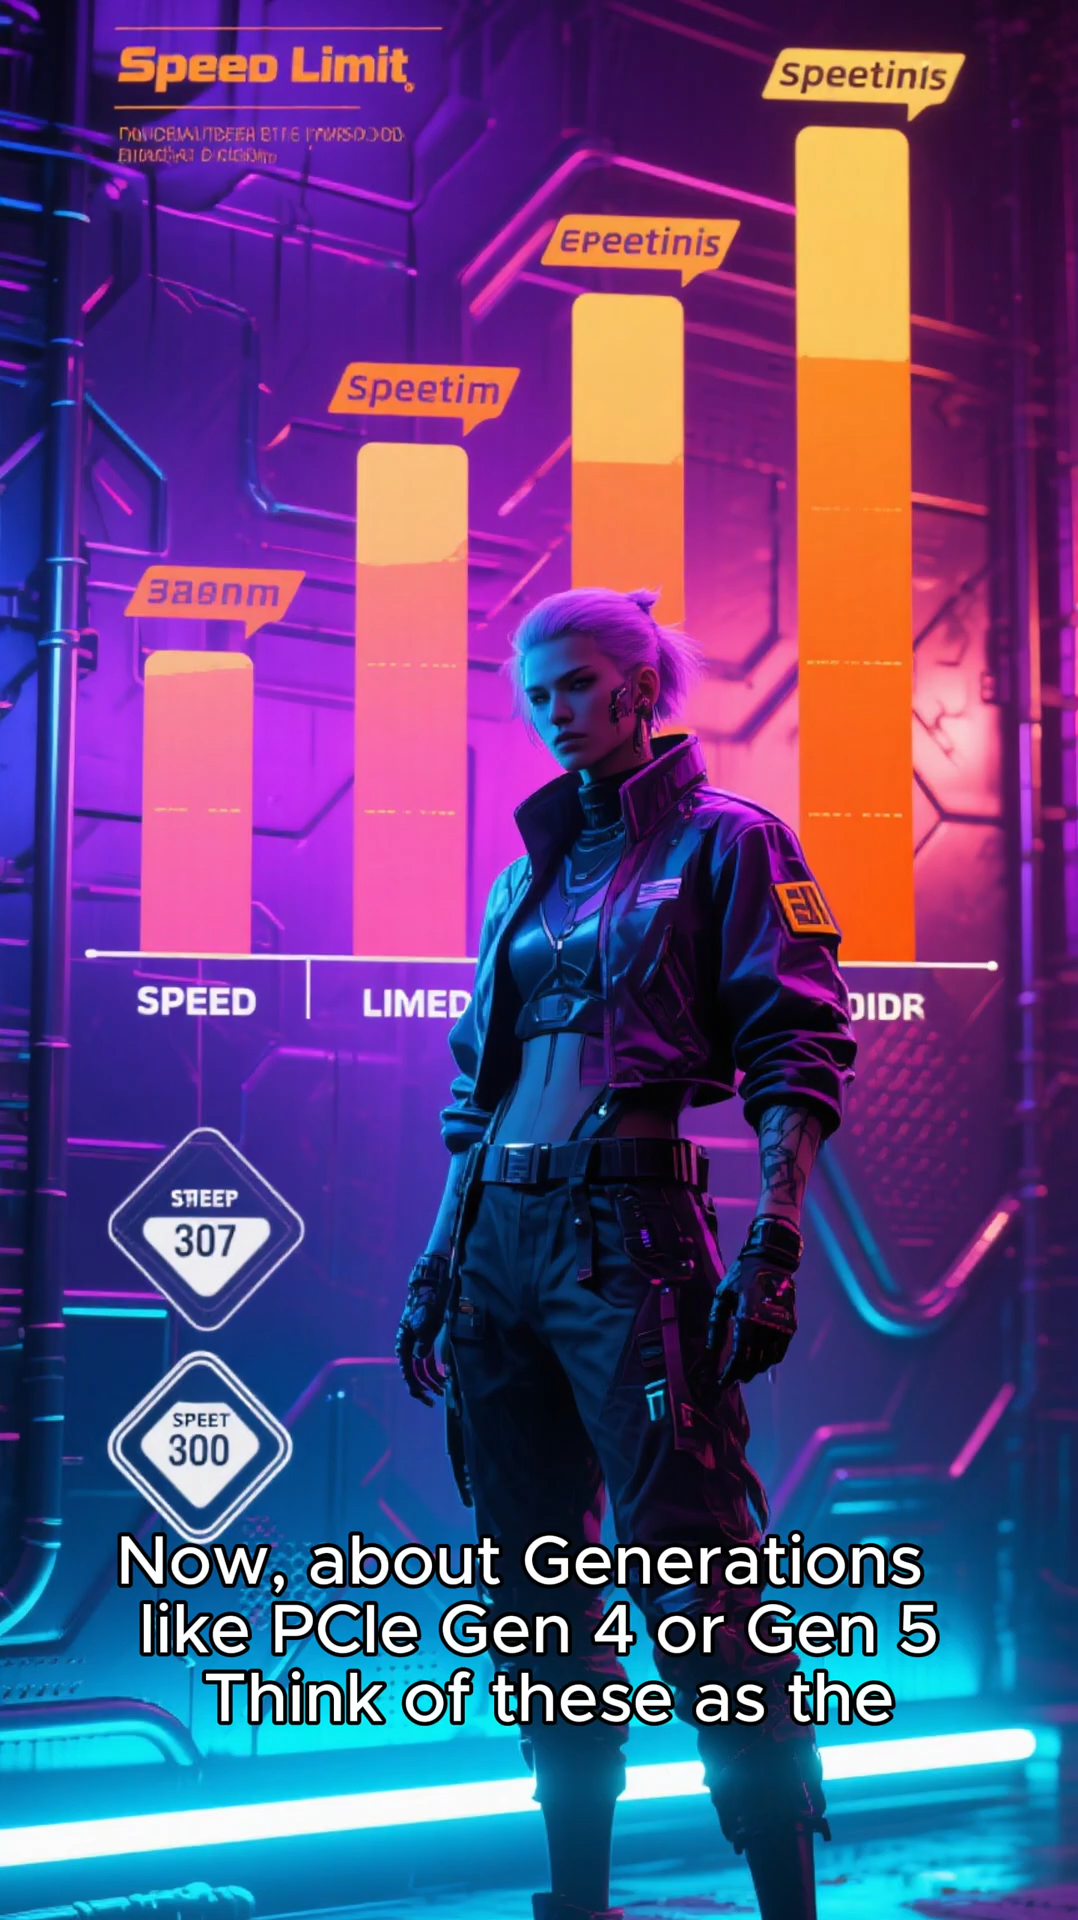 Speed Limit
Speetinis
EPeetinis
Speetim
SPEED
LIMED
DIDR
STEEP
307
SPEET
300
Now, about Generations
like PCIe Gen 4 or Gen 5
Think of these as the